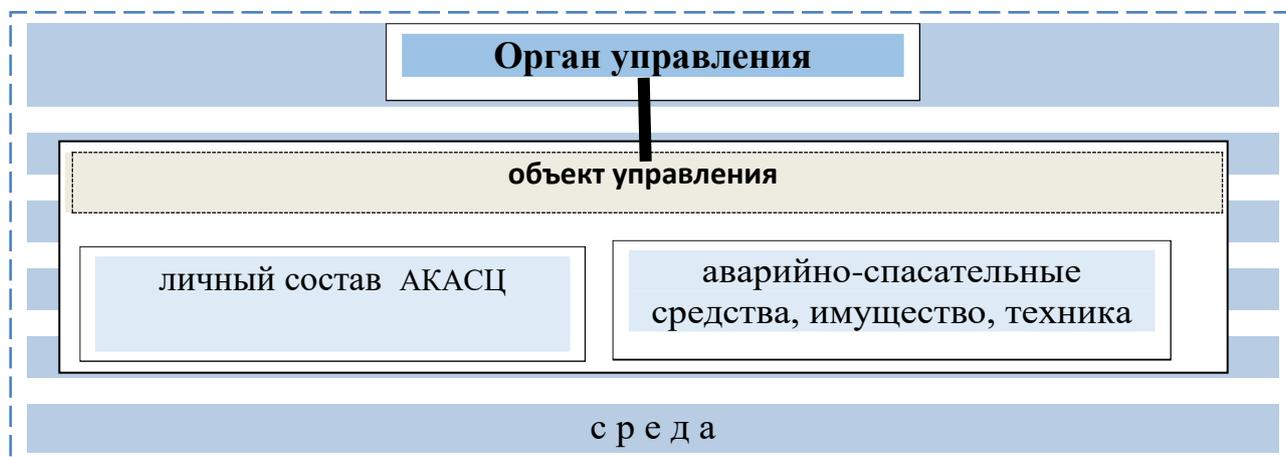 Орган управления
объект управления
личный состав АКАСЦ
аварийно-спасательные
средства, имущество, техника
с р е д а